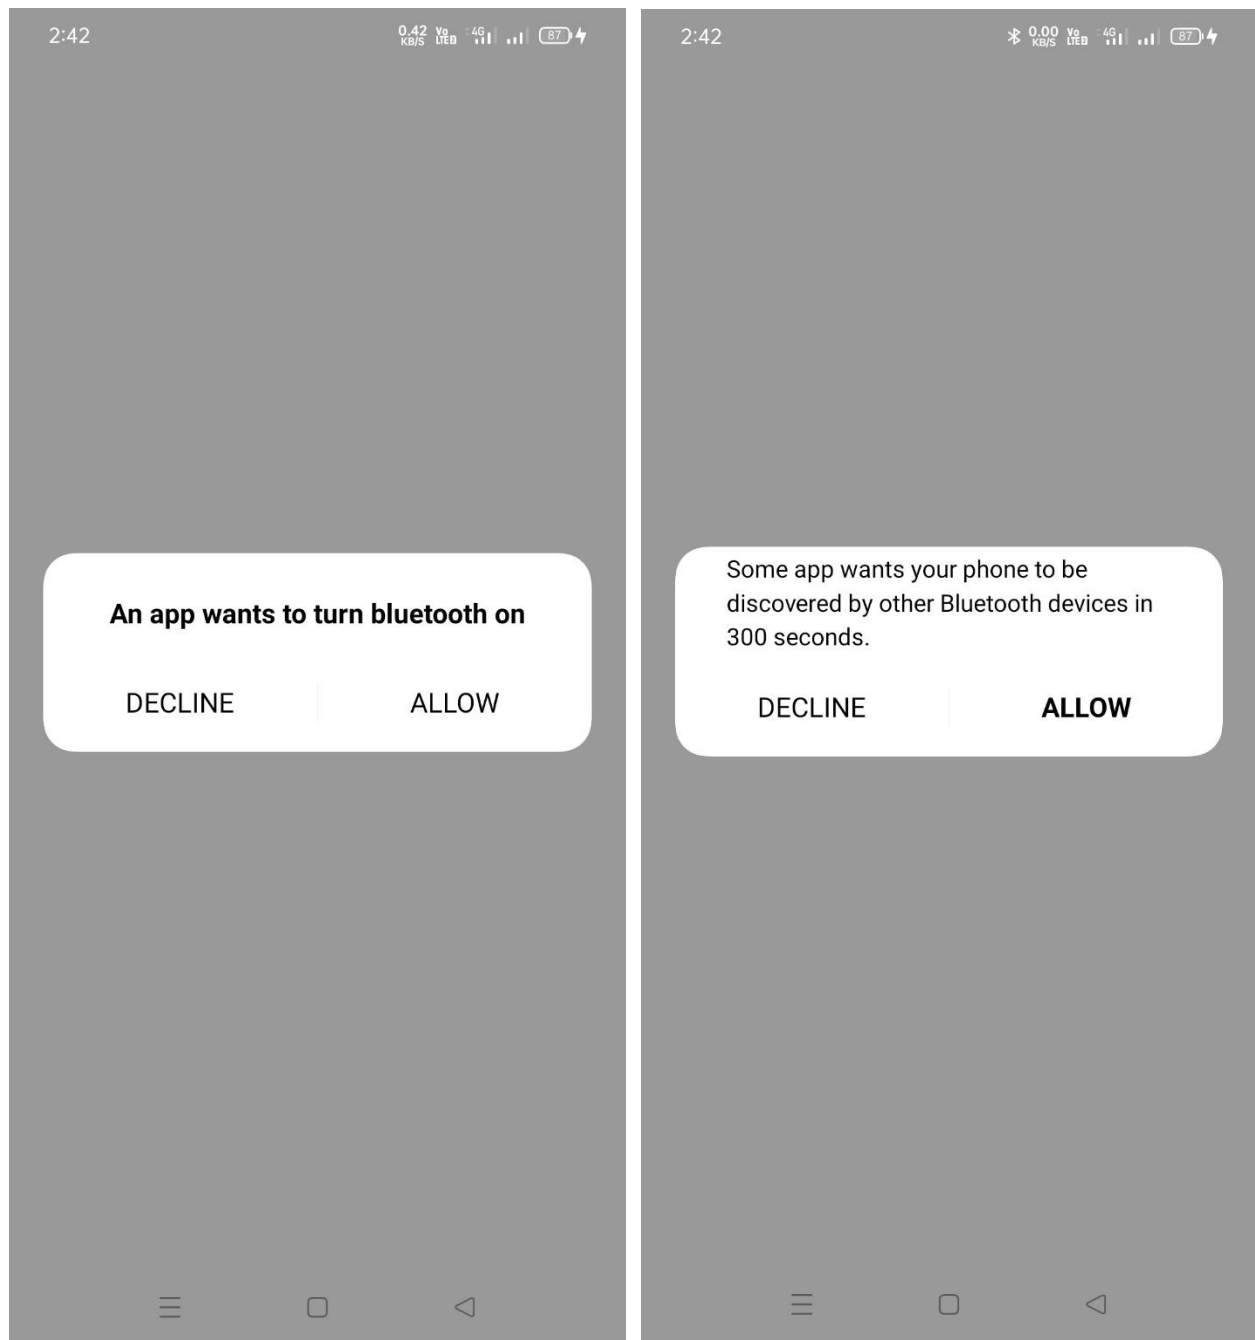 2:42
0.42 KB/S Vo LTE 2 4G 87
An app wants to turn bluetooth on
DECLINE ALLOW
2:42
0.00 KB/S Vo LTE 2 4G 87
Some app wants your phone to be
discovered by other Bluetooth devices in
300 seconds.
DECLINE ALLOW